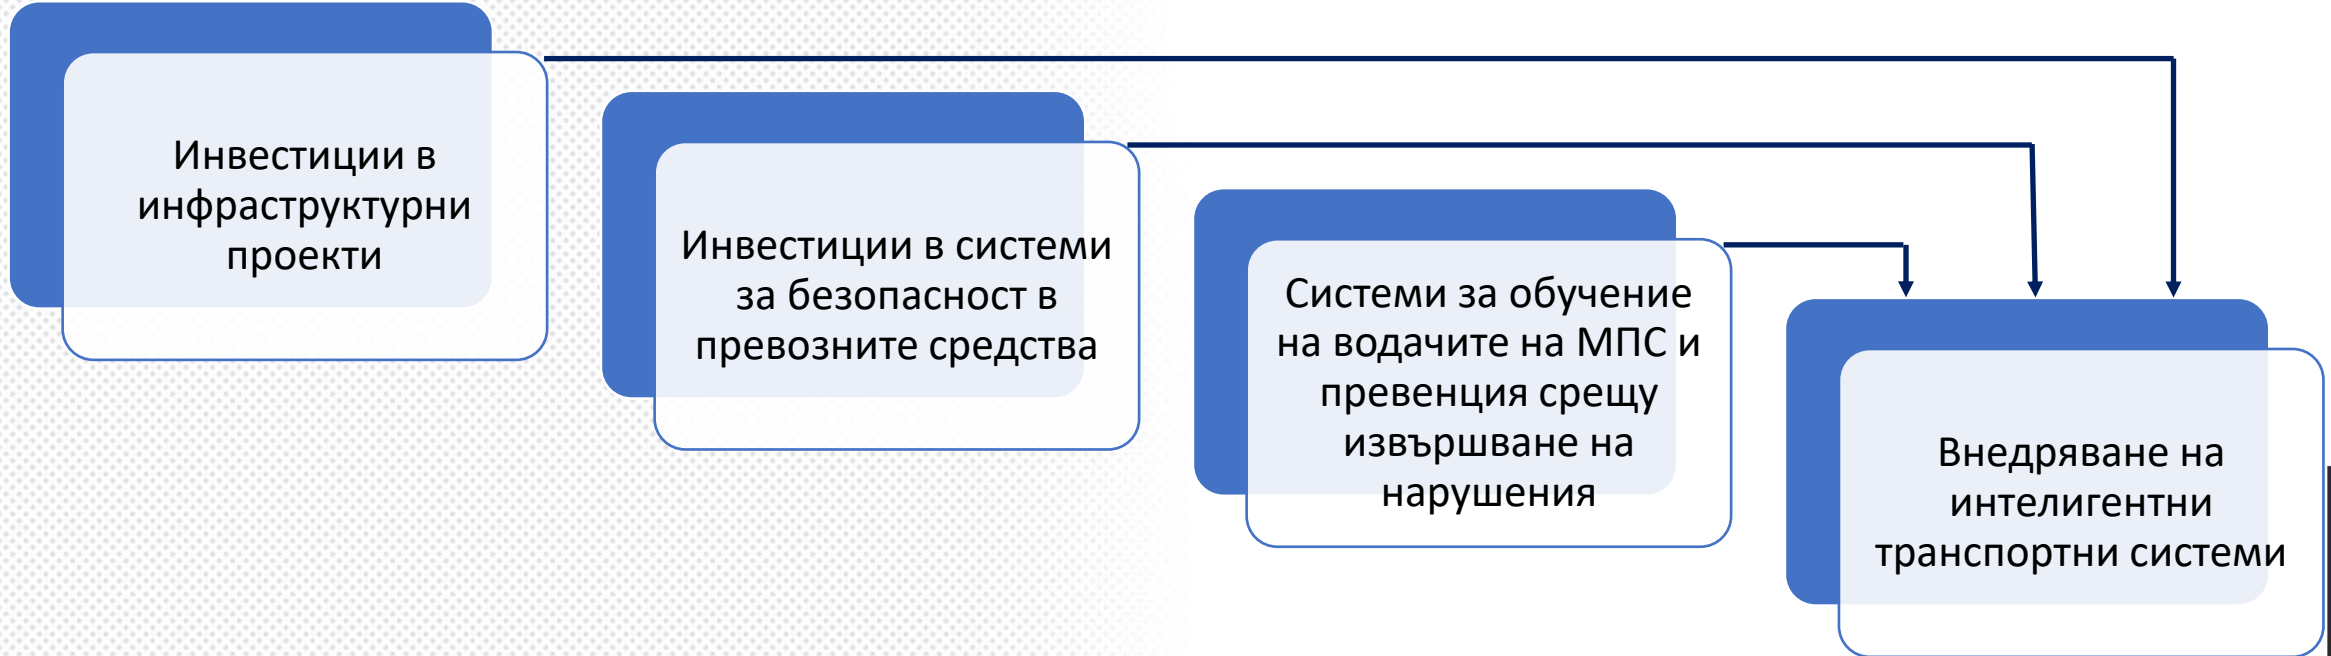 Инвестиции в
инфраструктурни
проекти
Инвестиции в системи
за безопасност в
превозните средства
Системи за обучение
на водачите на МПС и
превенция срещу
извършване на
нарушения
Внедряване на
интелигентни
транспортни системи